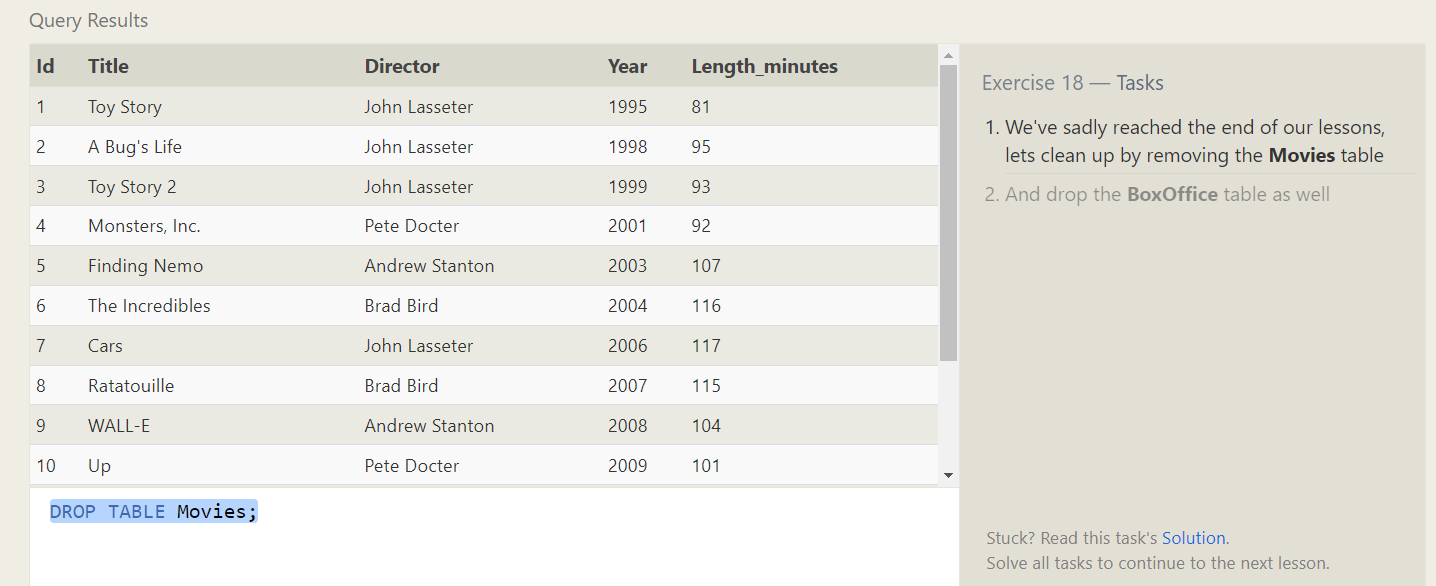 Query Results
Id Title Director Year Length_minutes
1 Toy Story John Lasseter 1995 81
2 A Bug's Life John Lasseter 1998 95
3 Toy Story 2 John Lasseter 1999 93
4 Monsters, Inc. Pete Docter 2001 92
5 Finding Nemo Andrew Stanton 2003 107
6 The Incredibles Brad Bird 2004 116
7 Cars John Lasseter 2006 117
8 Ratatouille Brad Bird 2007 115
9 WALL-E Andrew Stanton 2008 104
10 Up Pete Docter 2009 101
DROP TABLE Movies;
Exercise 18 — Tasks
1. We've sadly reached the end of our lessons,
lets clean up by removing the Movies table
2. And drop the BoxOffice table as well
Stuck? Read this task's Solution.
Solve all tasks to continue to the next lesson.